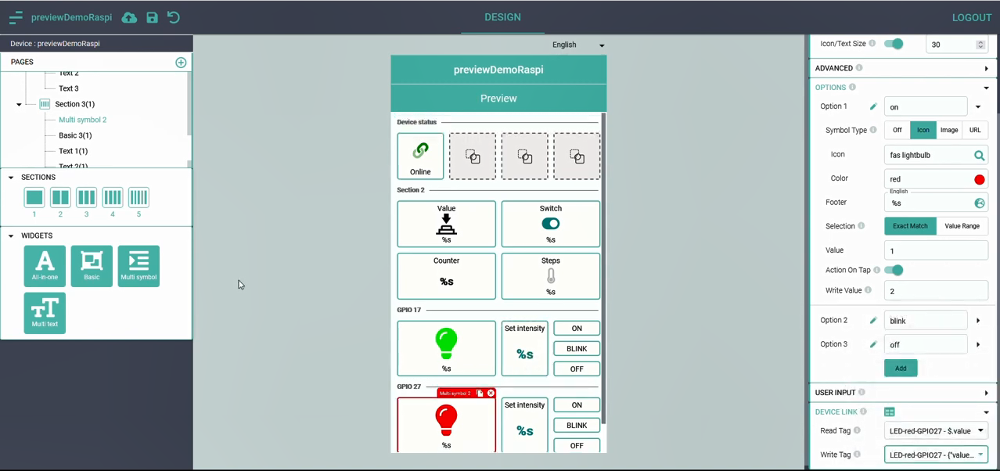 previewDemoRaspi
DESIGN
LOGOUT
Device : previewDemoRaspi
PAGES
Text 2
Text 3
Section 3(1)
Multi symbol 2
Basic 3(1)
Text 1(1)
Text 2(1)
SECTIONS
1 2 3 4 5
WIDGETS
All-in-one
Basic
Multi symbol
Multi text
English
previewDemoRaspi
Preview
Device status
Online
Section 2
Value
%s
Switch
%s
Counter
%s
Steps
%s
GPIO 17
%s
Set intensity
%s
ON
BLINK
OFF
GPIO 27
Multi symbol 2
%s
Set intensity
%s
ON
BLINK
OFF
Icon/Text Size 30
ADVANCED
OPTIONS
Option 1 on
Symbol Type Off Icon Image URL
Icon fas lightbulb
Color red
English
Footer %s
Selection Exact Match Value Range
Value 1
Action On Tap
Write Value 2
Option 2 blink
Option 3 off
Add
USER INPUT
DEVICE LINK
Read Tag LED-red-GPIO27 - $.value
Write Tag LED-red-GPIO27 - {"value...